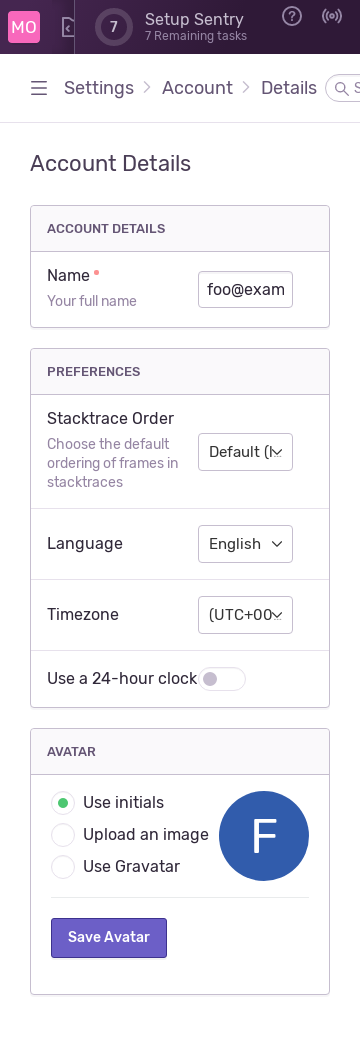 MO
7
Setup Sentry
7 Remaining tasks
Settings
Account
Details
Account Details
ACCOUNT DETAILS
Name
Your full name
foo@exam
PREFERENCES
Stacktrace Order
Choose the default
ordering of frames in
stacktraces
Default (
Language
English
Timezone
(UTC+00
Use a 24-hour clock
AVATAR
Use initials
Upload an image
Use Gravatar
F
Save Avatar